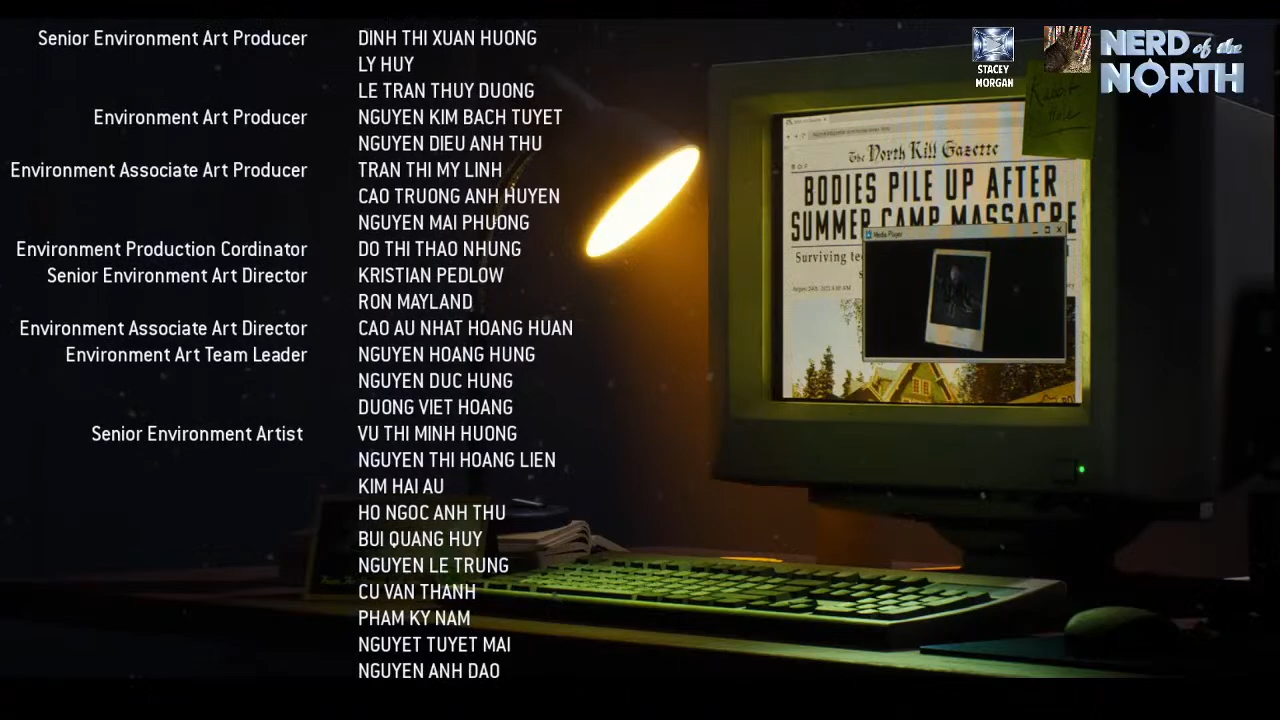 Senior Environment Art Producer DINH THI XUAN HUONG
LY HUY
LE TRAN THUY DUONG
Environment Art Producer NGUYEN KIM BACH TUYET
NGUYEN DIEU ANH THU
Environment Associate Art Producer TRAN THI MY LINH
CAO TRUONG ANH HUYEN
NGUYEN MAI PHUONG
Environment Production Cordinator DO THI THAO NHUNG
Senior Environment Art Director KRISTIAN PEDLOW
RON MAYLAND
Environment Associate Art Director CAO AU NHAT HOANG HUAN
Environment Art Team Leader NGUYEN HOANG HUNG
NGUYEN DUC HUNG
DUONG VIET HOANG
Senior Environment Artist VU THI MINH HUONG
NGUYEN THI HOANG LIEN
KIM HAI AU
HO NGOC ANH THU
BUI QUANG HUY
NGUYEN LE TRUNG
CU VAN THANH
PHAM KY NAM
NGUYET TUYET MAI
NGUYEN ANH DAO
STACEY
MORGAN
NERD of the
NORTH
Rabbit
Hole
The North Kill Gazette
BODIES PILE UP AFTER
SUMMER CAMP MASSACRE
Media Player
Surviving